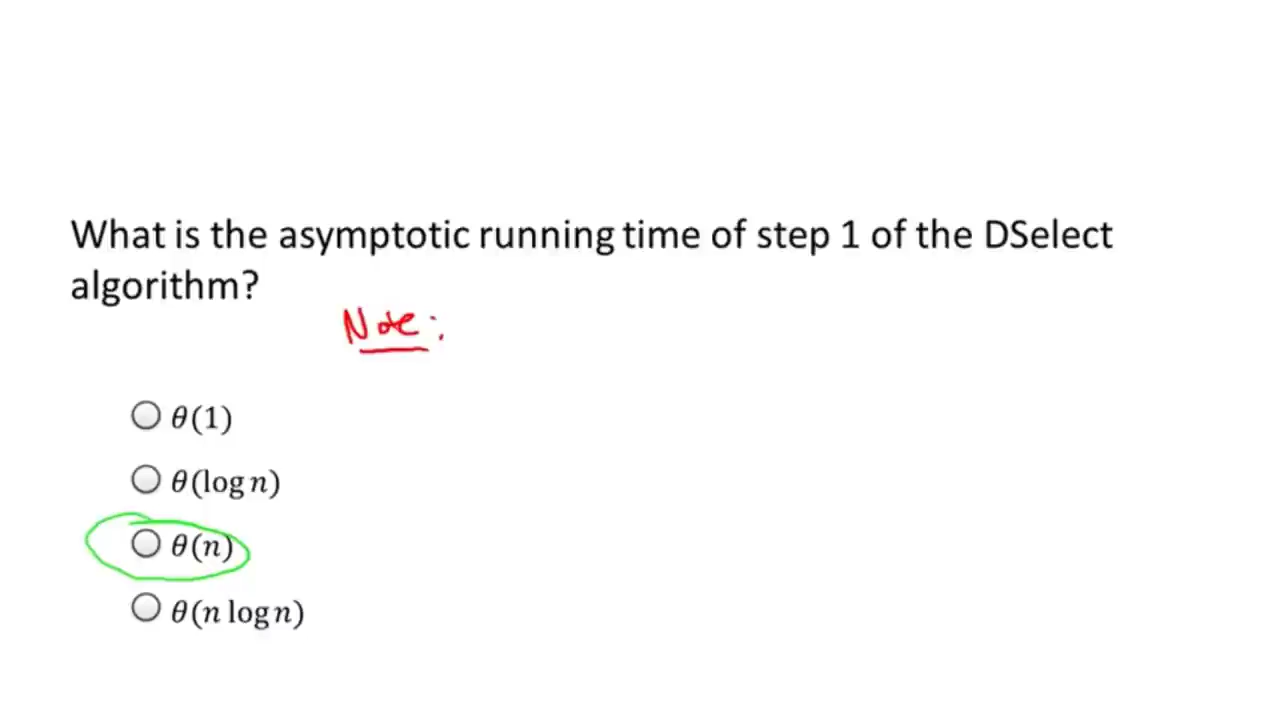 What is the asymptotic running time of step 1 of the DSelect
algorithm?
Note:
θ(1)
θ(log n)
θ(n)
θ(n log n)